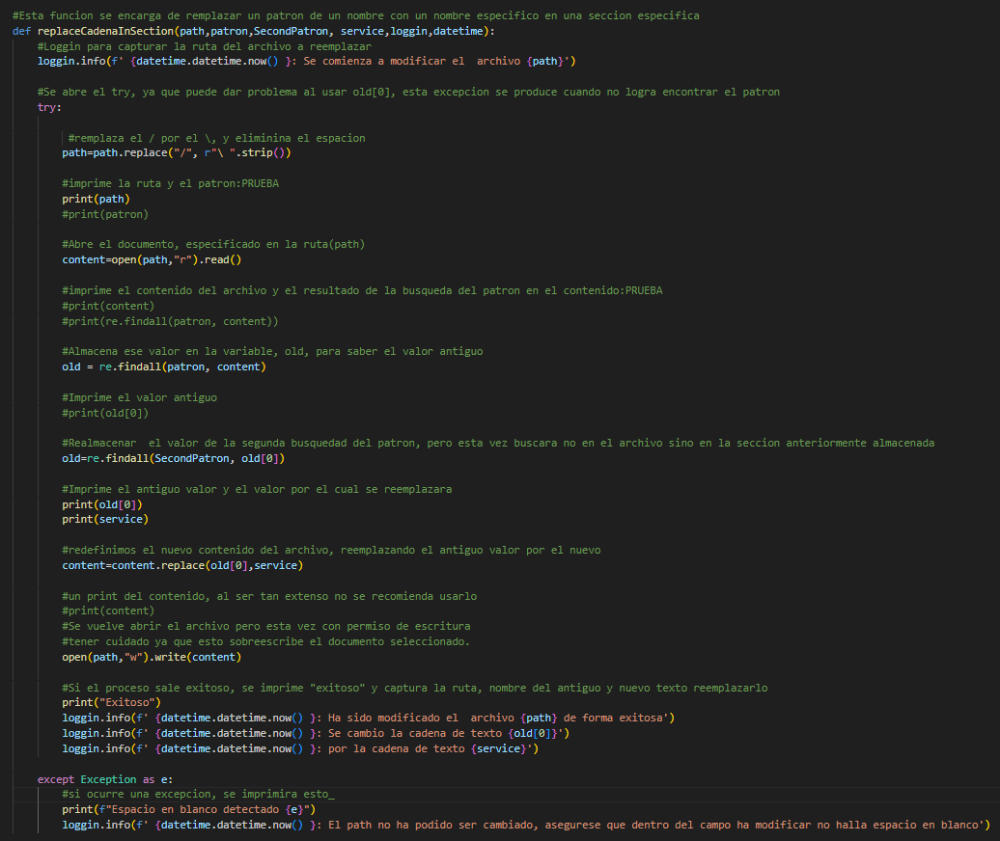 #Esta funcion se encarga de remplazar un patron de un nombre con un nombre especifico en una seccion especifica
def replaceCadenaInSection(path,patron,SecondPatron, service,loggin,datetime):
#Loggin para capturar la ruta del archivo a reemplazar
loggin.info(f' {datetime.datetime.now() }: Se comienza a modificar el  archivo {path}')
#Se abre el try, ya que puede dar problema al usar old[0], esta excepcion se produce cuando no logra encontrar el patron
try:
#remplaza el / por el \, y eliminina el espacion
path=path.replace("/", r"\ ".strip())
#imprime la ruta y el patron:PRUEBA
print(path)
#print(patron)
#Abre el documento, especificado en la ruta(path)
content=open(path,"r").read()
#imprime el contenido del archivo y el resultado de la busqueda del patron en el contenido:PRUEBA
#print(content)
#print(re.findall(patron, content))
#Almacena ese valor en la variable, old, para saber el valor antiguo
old = re.findall(patron, content)
#Imprime el valor antiguo
#print(old[0])
#Realmacenar  el valor de la segunda busquedad del patron, pero esta vez buscara no en el archivo sino en la seccion anteriormente almacenada
old=re.findall(SecondPatron, old[0])
#Imprime el antiguo valor y el valor por el cual se reemplazara
print(old[0])
print(service)
#redefinimos el nuevo contenido del archivo, reemplazando el antiguo valor por el nuevo
content=content.replace(old[0],service)
#un print del contenido, al ser tan extenso no se recomienda usarlo
#print(content)
#Se vuelve abrir el archivo pero esta vez con permiso de escritura
#tener cuidado ya que esto sobreescribe el documento seleccionado.
open(path,"w").write(content)
#Si el proceso sale exitoso, se imprime "exitoso" y captura la ruta, nombre del antiguo y nuevo texto reemplazarlo
print("Exitoso")
loggin.info(f' {datetime.datetime.now() }: Ha sido modificado el  archivo {path} de forma exitosa')
loggin.info(f' {datetime.datetime.now() }: Se cambio la cadena de texto {old[0]}')
loggin.info(f' {datetime.datetime.now() }: por la cadena de texto {service}')
except Exception as e:
#si ocurre una excepcion, se imprimira esto_
print(f"Espacio en blanco detectado {e}")
loggin.info(f' {datetime.datetime.now() }: El path no ha podido ser cambiado, asegurese que dentro del campo ha modificar no halla espacio en blanco')